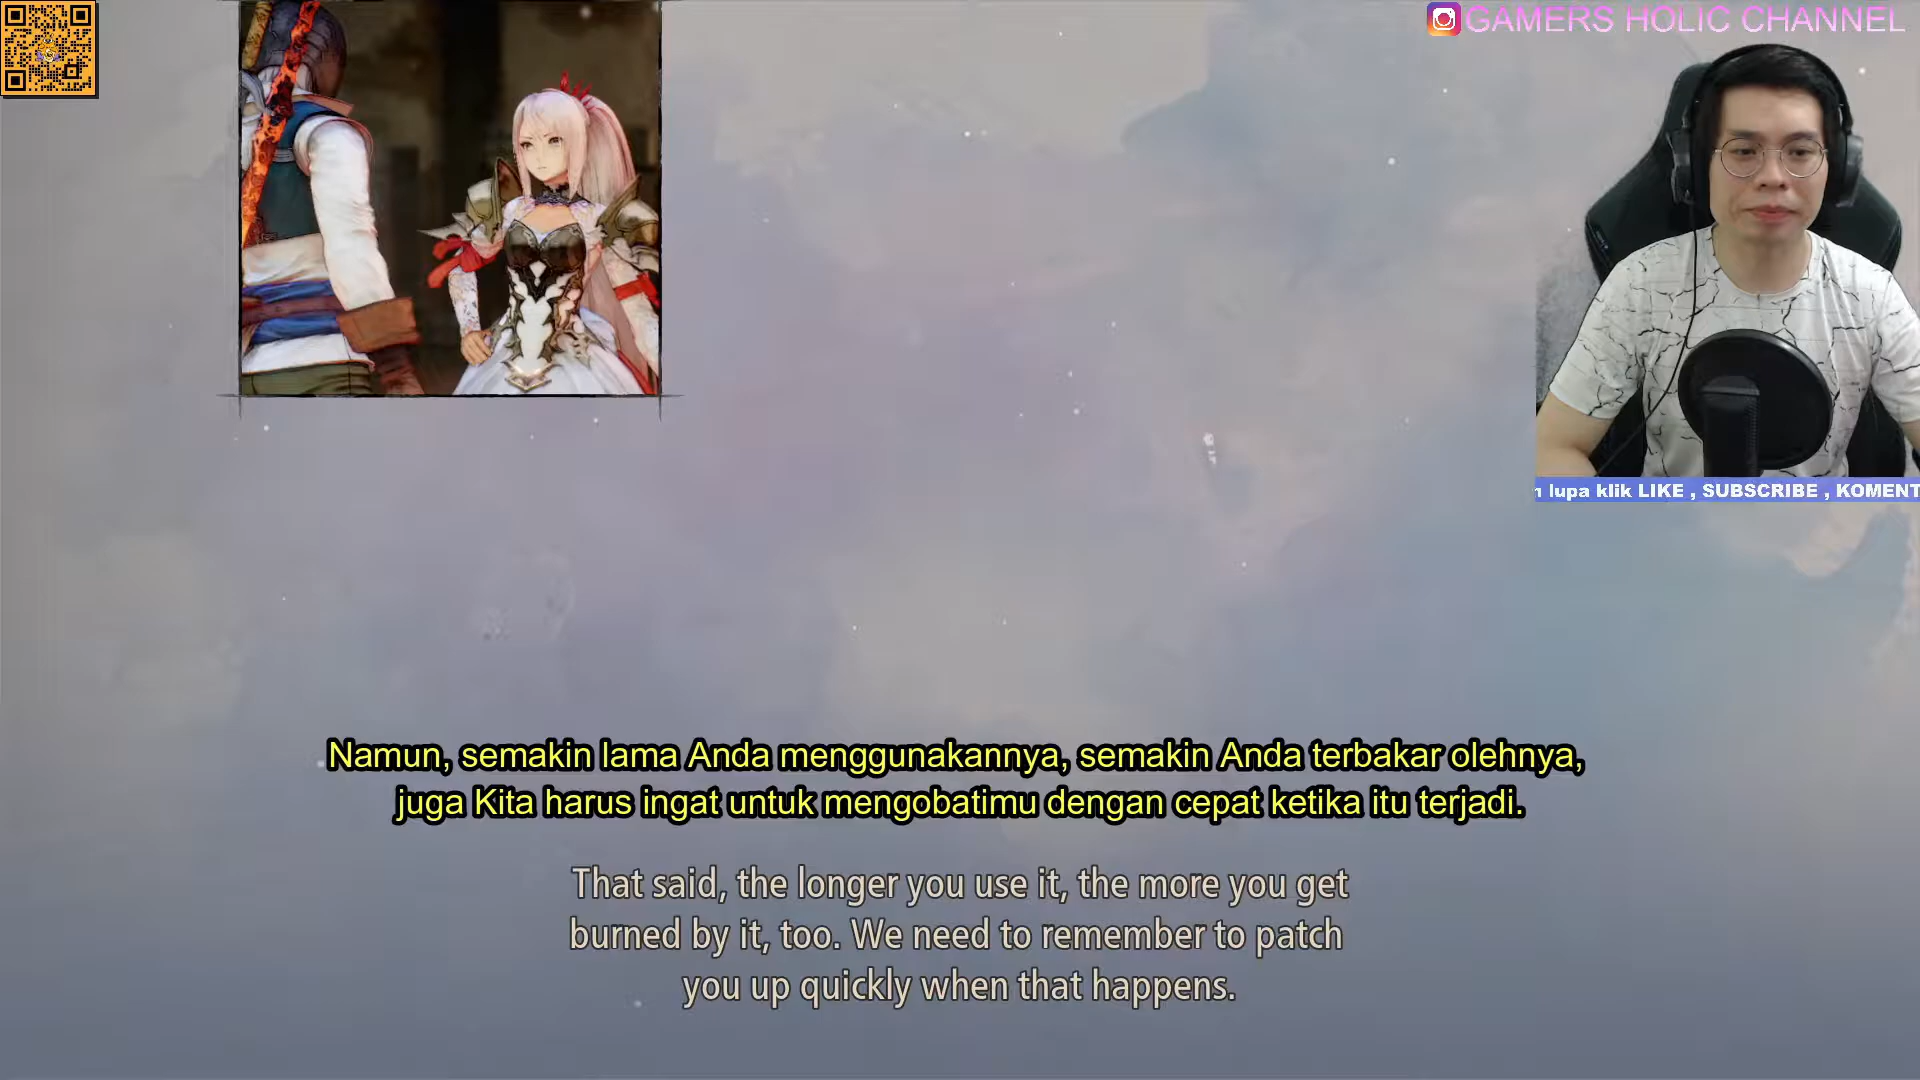 GAMERS HOLIC CHANNEL
lupa klik LIKE , SUBSCRIBE , KOMENT
Namun, semakin lama Anda menggunakannya, semakin Anda terbakar olehnya,
juga Kita harus ingat untuk mengobatimu dengan cepat ketika itu terjadi.
That said, the longer you use it, the more you get
burned by it, too. We need to remember to patch
you up quickly when that happens.